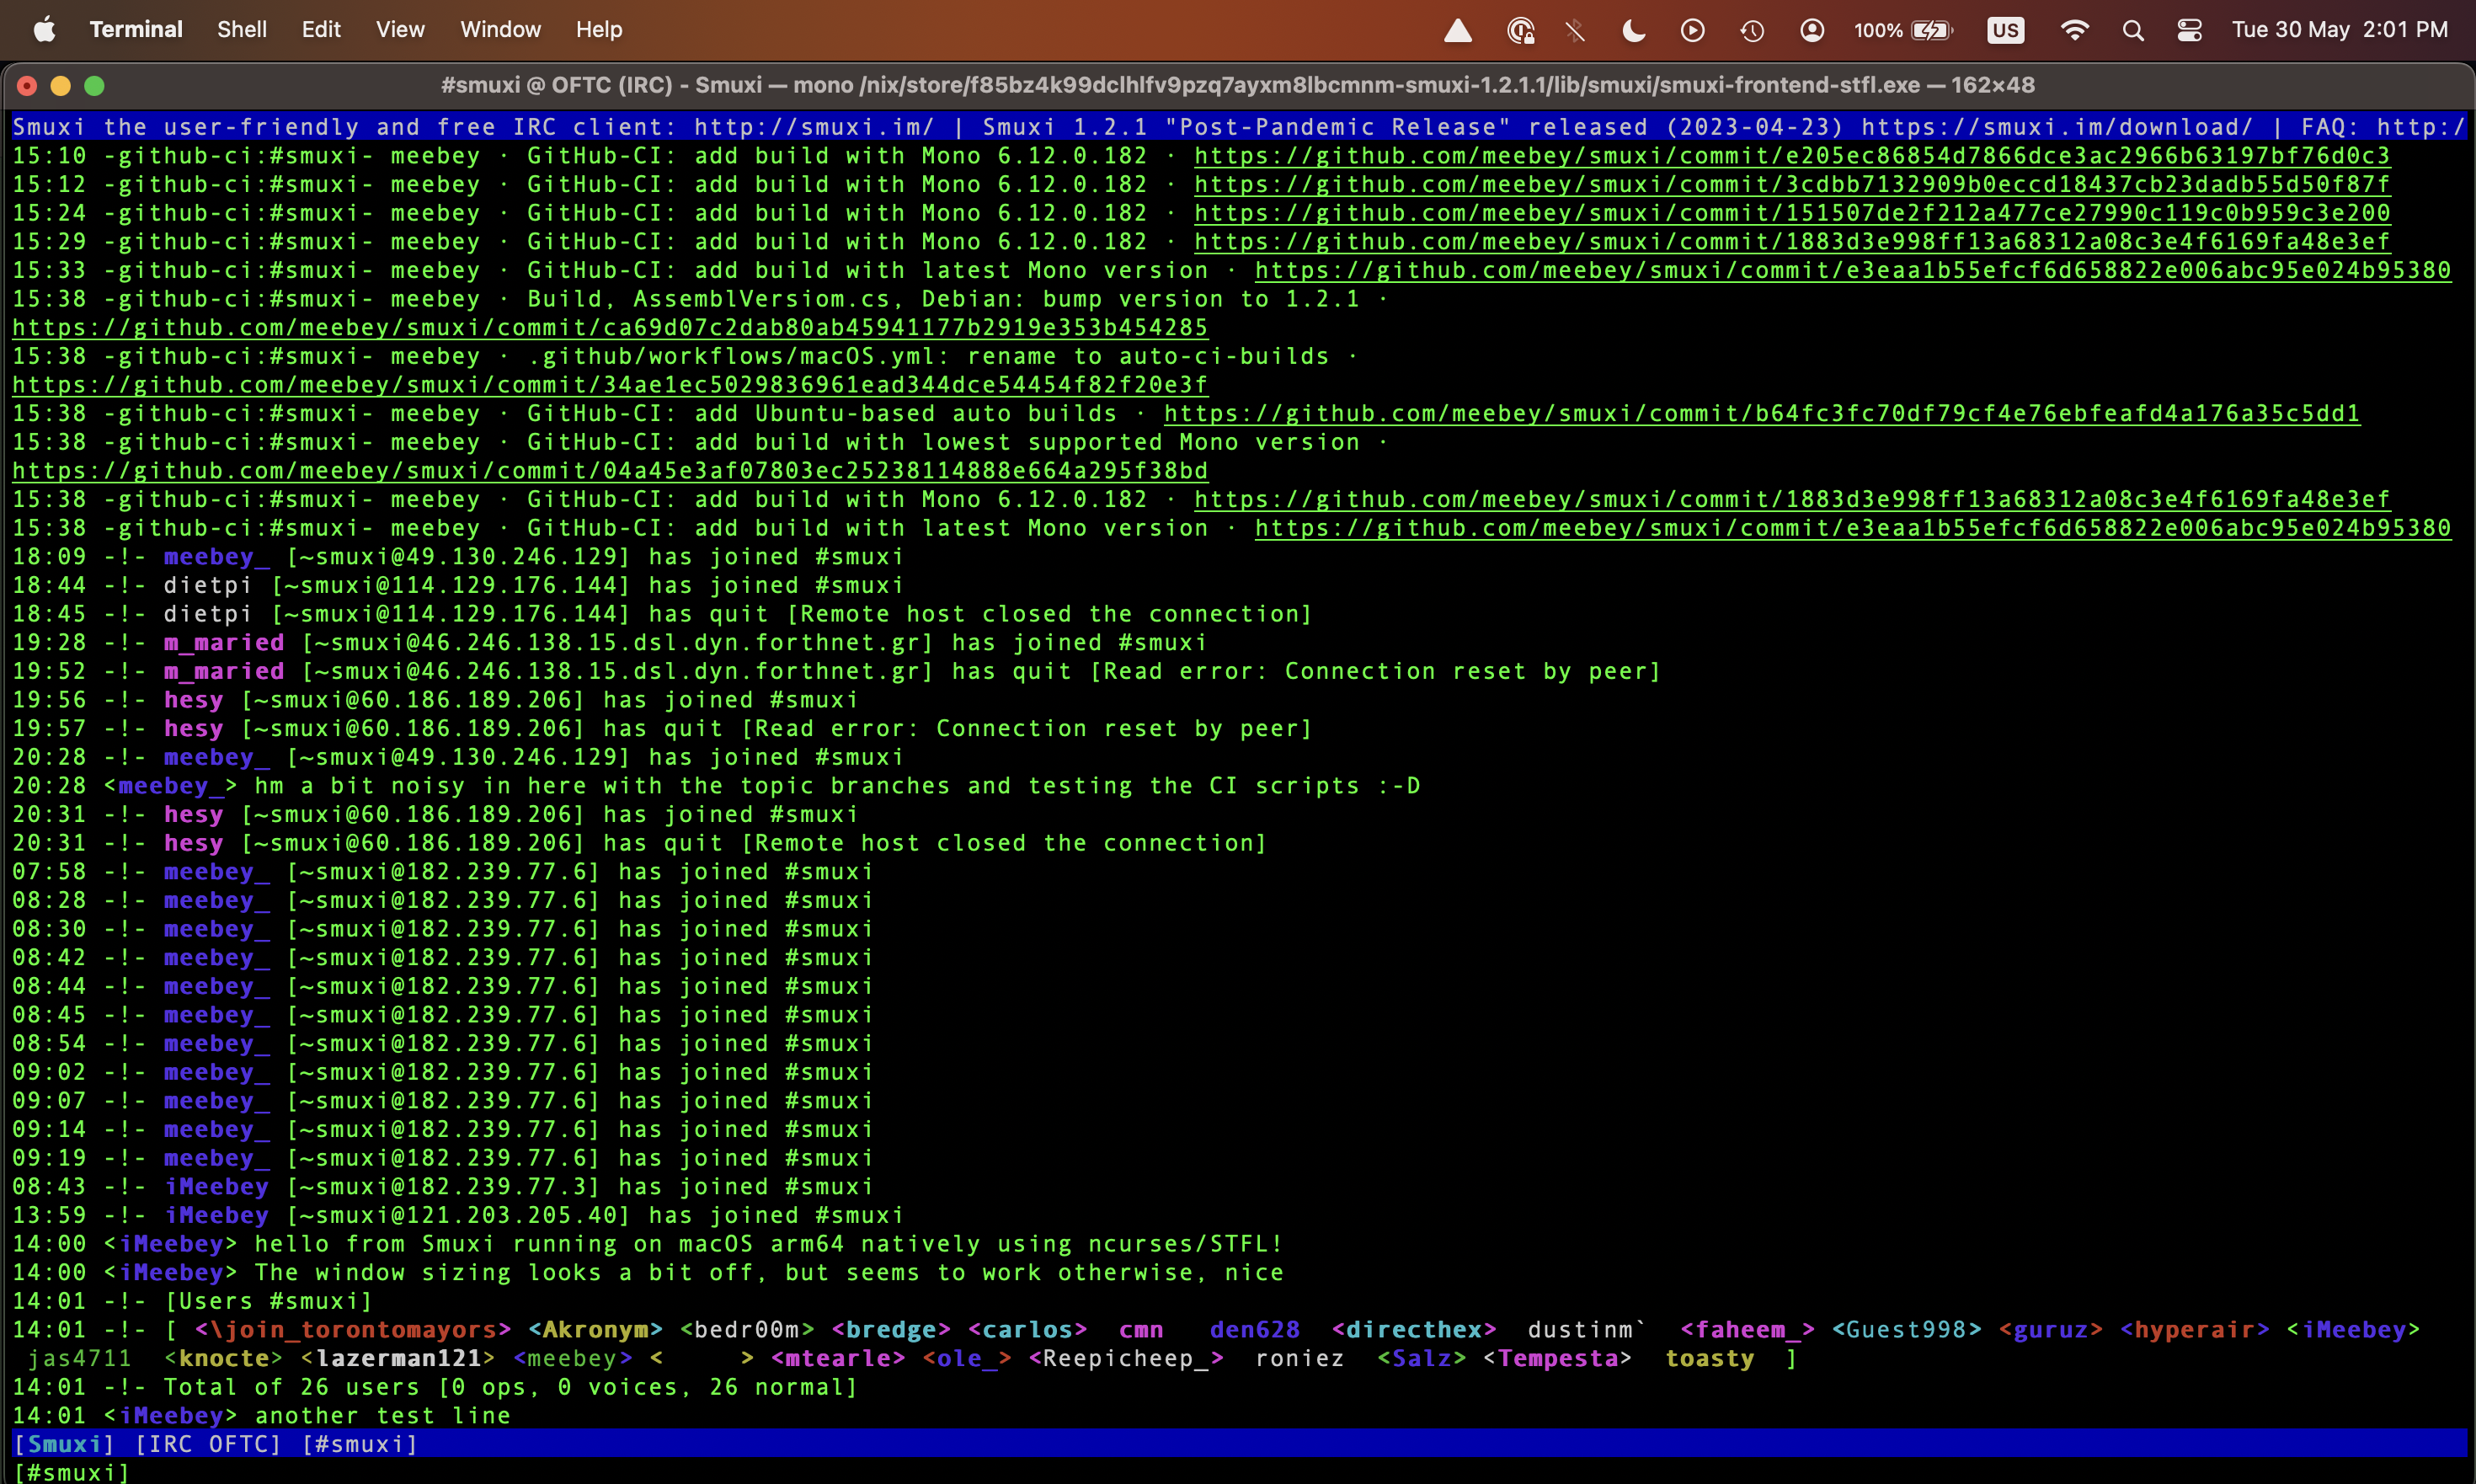 Terminal Shell Edit View Window Help 100% US Tue 30 May 2:01 PM
#smuxi @ OFTC (IRC) - Smuxi — mono /nix/store/f85bz4k99dclhlfv9pzq7ayxm8lbcmnm-smuxi-1.2.1.1/lib/smuxi/smuxi-frontend-stfl.exe — 162×48
Smuxi the user-friendly and free IRC client: http://smuxi.im/ | Smuxi 1.2.1 "Post-Pandemic Release" released (2023-04-23) https://smuxi.im/download/ | FAQ: http:/
15:10 -github-ci:#smuxi- meebey · GitHub-CI: add build with Mono 6.12.0.182 · https://github.com/meebey/smuxi/commit/e205ec86854d7866dce3ac2966b63197bf76d0c3
15:12 -github-ci:#smuxi- meebey · GitHub-CI: add build with Mono 6.12.0.182 · https://github.com/meebey/smuxi/commit/3cdbb7132909b0eccd18437cb23dadb55d50f87f
15:24 -github-ci:#smuxi- meebey · GitHub-CI: add build with Mono 6.12.0.182 · https://github.com/meebey/smuxi/commit/151507de2f212a477ce27990c119c0b959c3e200
15:29 -github-ci:#smuxi- meebey · GitHub-CI: add build with Mono 6.12.0.182 · https://github.com/meebey/smuxi/commit/1883d3e998ff13a68312a08c3e4f6169fa48e3ef
15:33 -github-ci:#smuxi- meebey · GitHub-CI: add build with latest Mono version · https://github.com/meebey/smuxi/commit/e3eaa1b55efcf6d658822e006abc95e024b95380
15:38 -github-ci:#smuxi- meebey · Build, AssemblVersiom.cs, Debian: bump version to 1.2.1 ·
https://github.com/meebey/smuxi/commit/ca69d07c2dab80ab45941177b2919e353b454285
15:38 -github-ci:#smuxi- meebey · .github/workflows/macOS.yml: rename to auto-ci-builds ·
https://github.com/meebey/smuxi/commit/34ae1ec5029836961ead344dce54454f82f20e3f
15:38 -github-ci:#smuxi- meebey · GitHub-CI: add Ubuntu-based auto builds · https://github.com/meebey/smuxi/commit/b64fc3fc70df79cf4e76ebfeafd4a176a35c5dd1
15:38 -github-ci:#smuxi- meebey · GitHub-CI: add build with lowest supported Mono version ·
https://github.com/meebey/smuxi/commit/04a45e3af07803ec25238114888e664a295f38bd
15:38 -github-ci:#smuxi- meebey · GitHub-CI: add build with Mono 6.12.0.182 · https://github.com/meebey/smuxi/commit/1883d3e998ff13a68312a08c3e4f6169fa48e3ef
15:38 -github-ci:#smuxi- meebey · GitHub-CI: add build with latest Mono version · https://github.com/meebey/smuxi/commit/e3eaa1b55efcf6d658822e006abc95e024b95380
18:09 -!- meebey_ [~smuxi@49.130.246.129] has joined #smuxi
18:44 -!- dietpi [~smuxi@114.129.176.144] has joined #smuxi
18:45 -!- dietpi [~smuxi@114.129.176.144] has quit [Remote host closed the connection]
19:28 -!- m_maried [~smuxi@46.246.138.15.dsl.dyn.forthnet.gr] has joined #smuxi
19:52 -!- m_maried [~smuxi@46.246.138.15.dsl.dyn.forthnet.gr] has quit [Read error: Connection reset by peer]
19:56 -!- hesy [~smuxi@60.186.189.206] has joined #smuxi
19:57 -!- hesy [~smuxi@60.186.189.206] has quit [Read error: Connection reset by peer]
20:28 -!- meebey_ [~smuxi@49.130.246.129] has joined #smuxi
20:28 <meebey_> hm a bit noisy in here with the topic branches and testing the CI scripts :-D
20:31 -!- hesy [~smuxi@60.186.189.206] has joined #smuxi
20:31 -!- hesy [~smuxi@60.186.189.206] has quit [Remote host closed the connection]
07:58 -!- meebey_ [~smuxi@182.239.77.6] has joined #smuxi
08:28 -!- meebey_ [~smuxi@182.239.77.6] has joined #smuxi
08:30 -!- meebey_ [~smuxi@182.239.77.6] has joined #smuxi
08:42 -!- meebey_ [~smuxi@182.239.77.6] has joined #smuxi
08:44 -!- meebey_ [~smuxi@182.239.77.6] has joined #smuxi
08:45 -!- meebey_ [~smuxi@182.239.77.6] has joined #smuxi
08:54 -!- meebey_ [~smuxi@182.239.77.6] has joined #smuxi
09:02 -!- meebey_ [~smuxi@182.239.77.6] has joined #smuxi
09:07 -!- meebey_ [~smuxi@182.239.77.6] has joined #smuxi
09:14 -!- meebey_ [~smuxi@182.239.77.6] has joined #smuxi
09:19 -!- meebey_ [~smuxi@182.239.77.6] has joined #smuxi
08:43 -!- iMeebey [~smuxi@182.239.77.3] has joined #smuxi
13:59 -!- iMeebey [~smuxi@121.203.205.40] has joined #smuxi
14:00 <iMeebey> hello from Smuxi running on macOS arm64 natively using ncurses/STFL!
14:00 <iMeebey> The window sizing looks a bit off, but seems to work otherwise, nice
14:01 -!- [Users #smuxi]
14:01 -!- [ <\join_torontomayors> <Akronym> <bedr00m> <bredge> <carlos> cmn den628 <directhex> dustinm` <faheem_> <Guest998> <guruz> <hyperair> <iMeebey>
jas4711 <knocte> <lazerman121> <meebey> < > <mtearle> <ole_> <Reepicheep_> roniez <Salz> <Tempesta> toasty ]
14:01 -!- Total of 26 users [0 ops, 0 voices, 26 normal]
14:01 <iMeebey> another test line
[Smuxi] [IRC OFTC] [#smuxi]
[#smuxi]